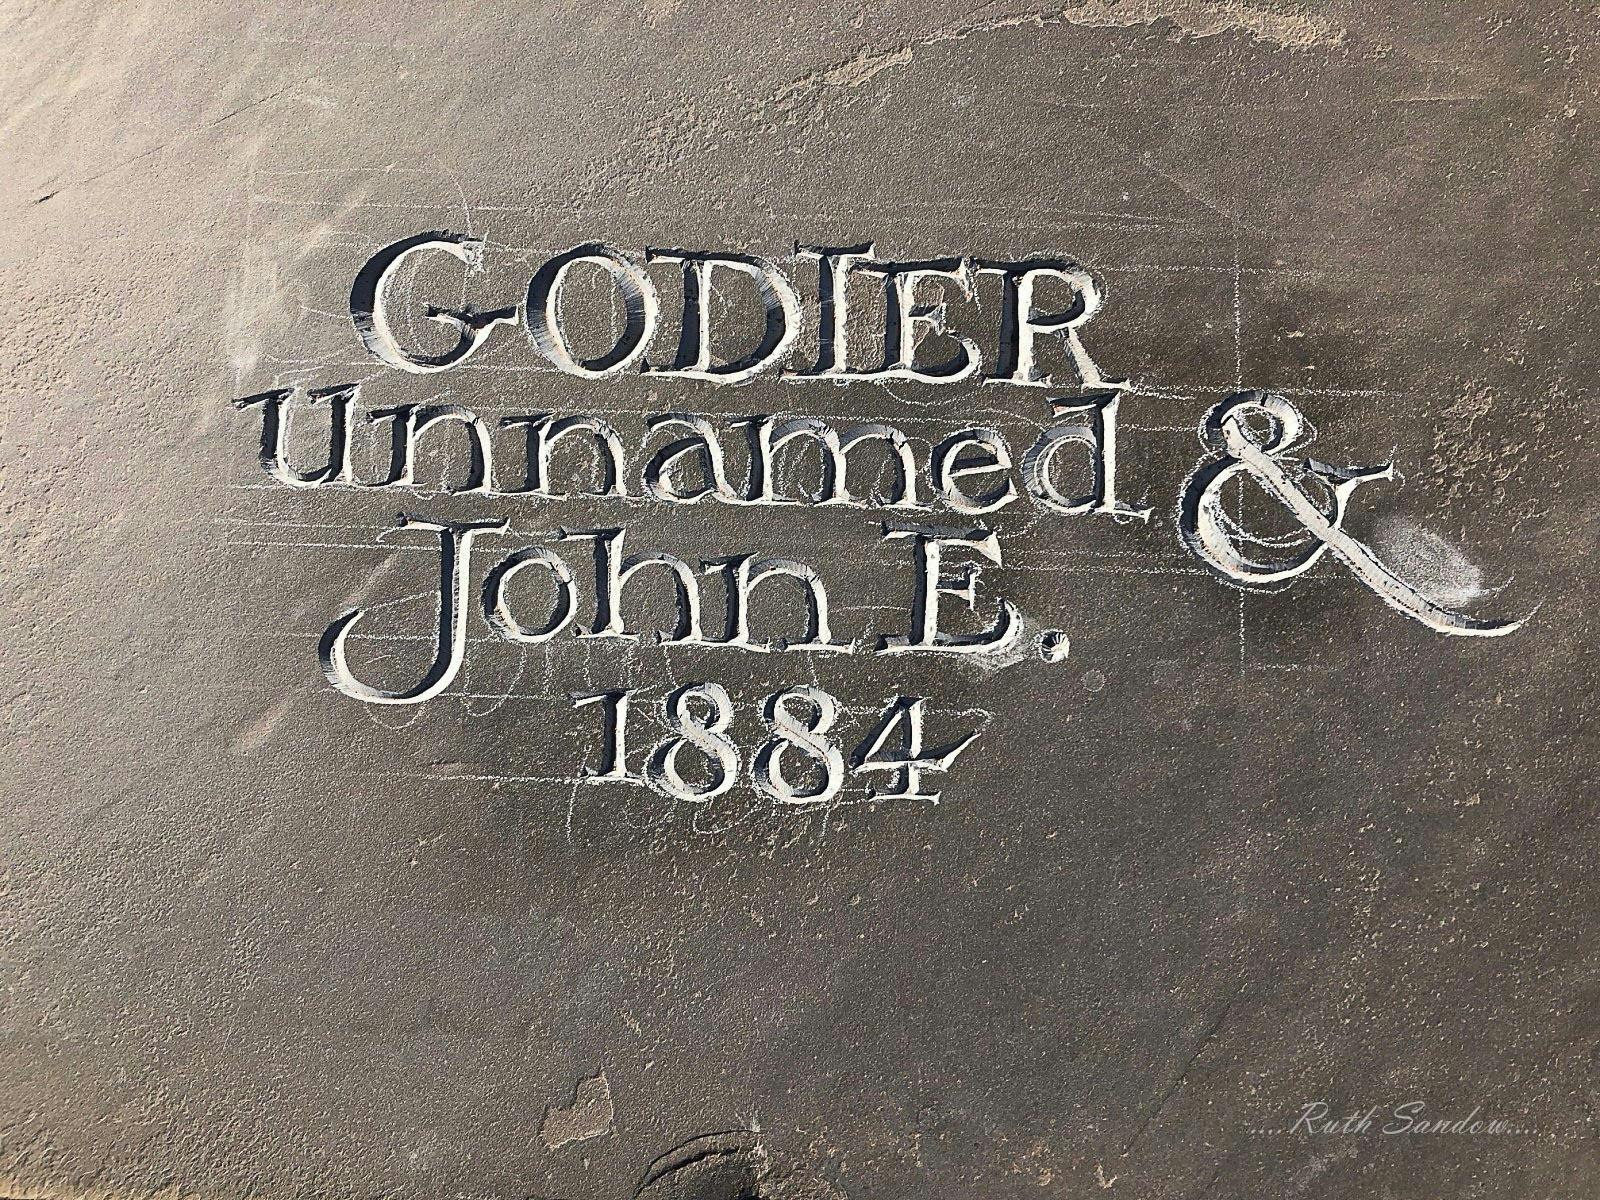 GODIER
unnamed &
John E.
1884
....Ruth Sandow....